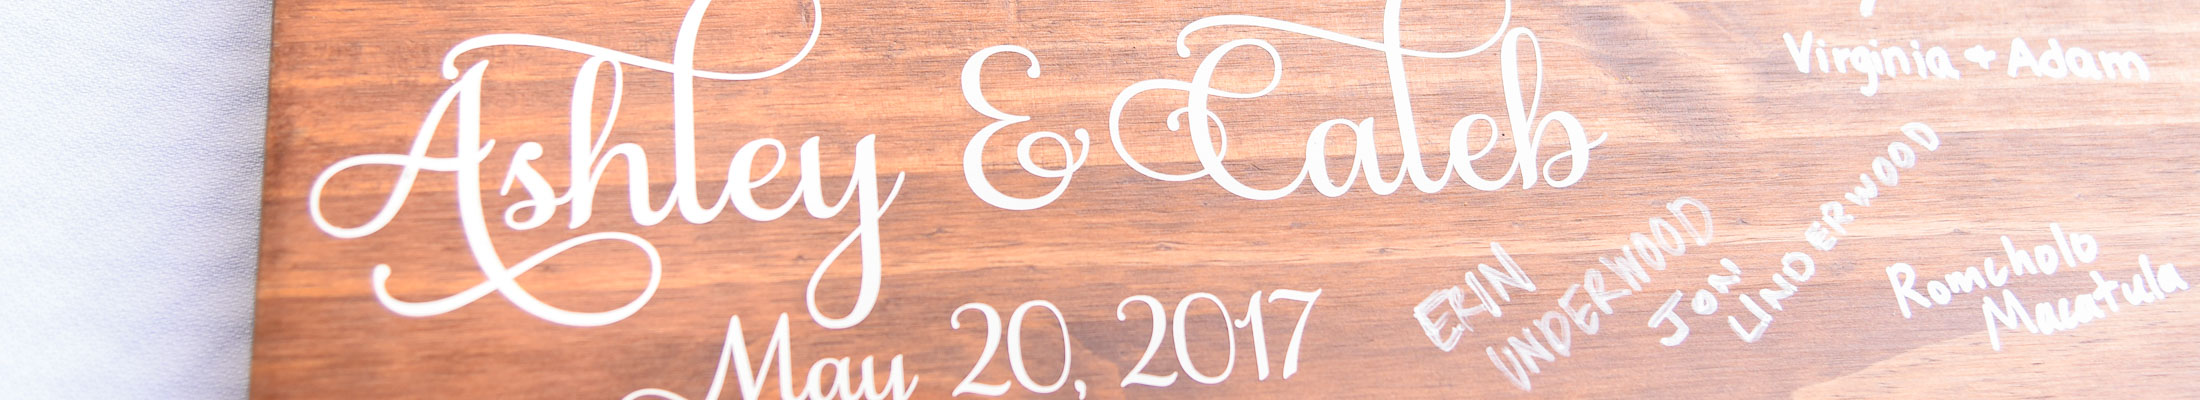 Ashley & Caleb
May 20, 2017
Virginia + Adam
ERIN
UNDERWOOD
JON
UNDERWOOD
Romcholo
Macatula